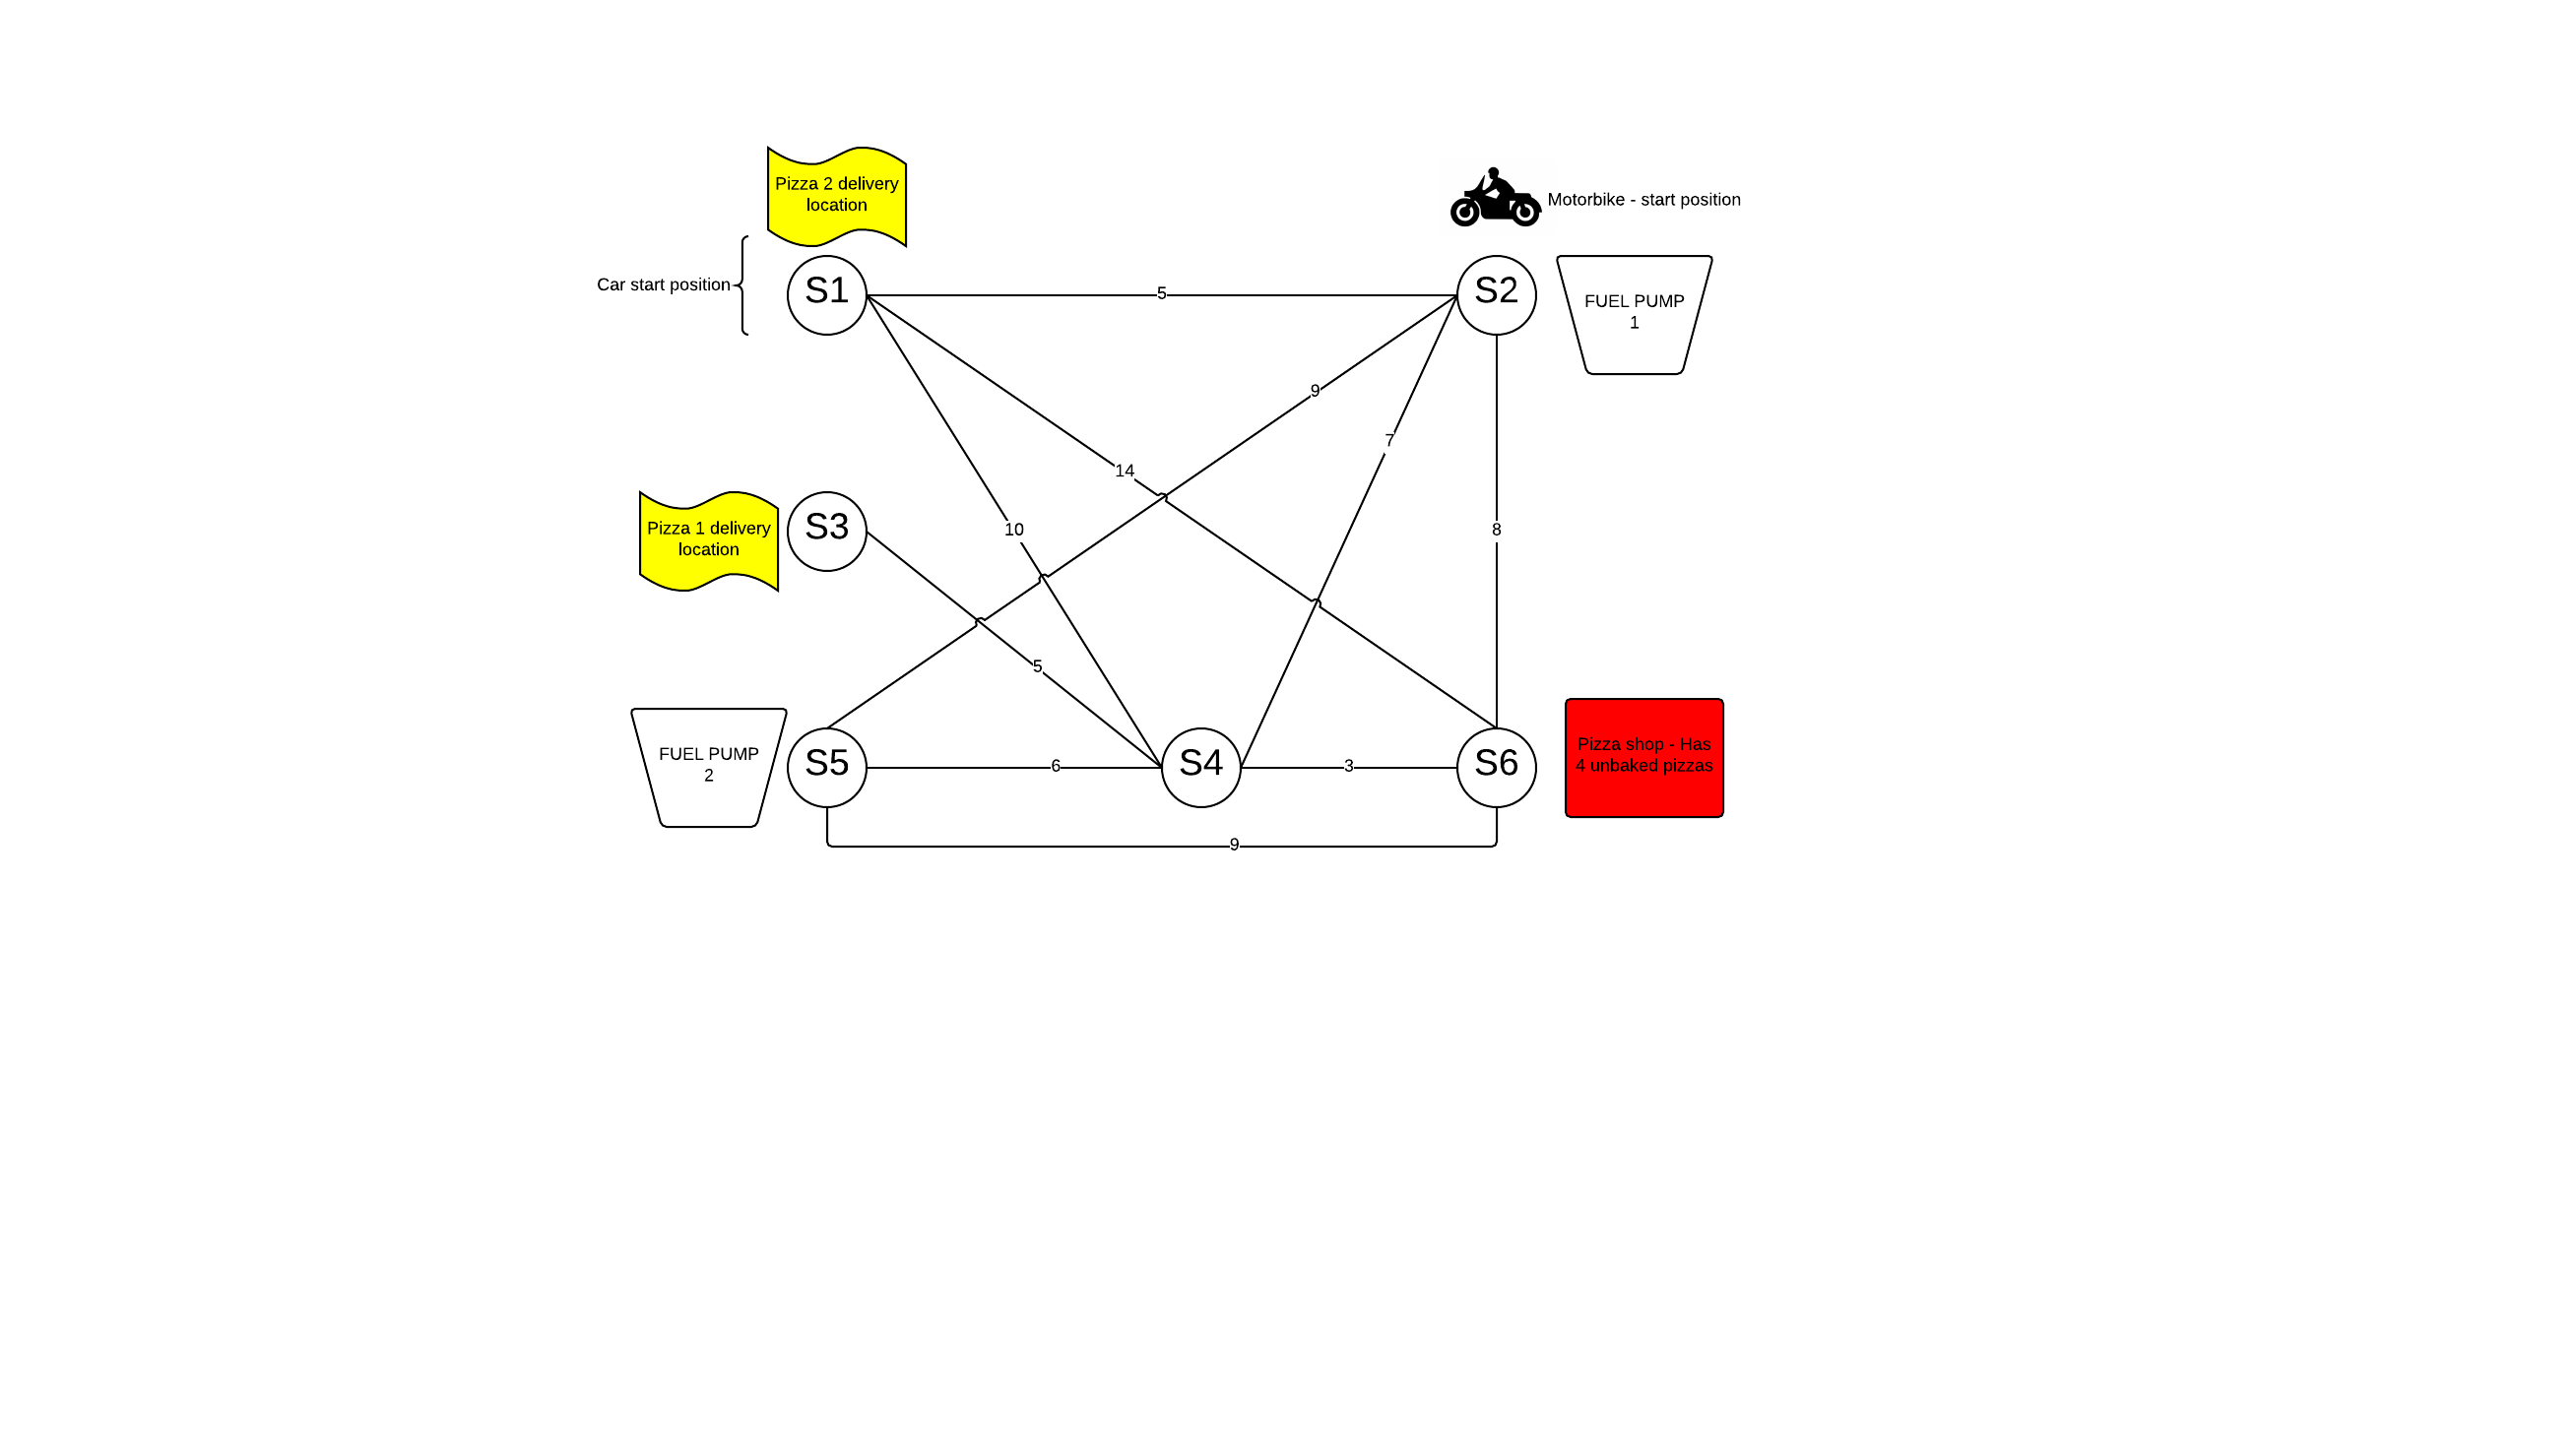 Pizza 2 delivery
location
Motorbike - start position
Car start position
S1
5
S2
FUEL PUMP
1
9
7
14
10
8
Pizza 1 delivery
location
S3
5
FUEL PUMP
2
S5
6
S4
3
S6
Pizza shop - Has
4 unbaked pizzas
9